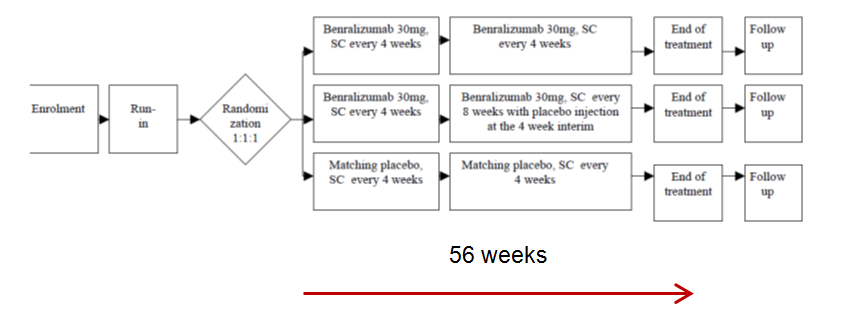 Enrolment
Run-
in
Randomi
zation
1:1:1
Benralizumab 30mg,
SC every 4 weeks
Benralizumab 30mg, SC
every 4 weeks
End of
treatment
Follow
up
Benralizumab 30mg,
SC every 4 weeks
Benralizumab 30mg, SC every
8 weeks with placebo injection
at the 4 week interim
End of
treatment
Follow
up
Matching placebo,
SC every 4 weeks
Matching placebo, SC every
4 weeks
End of
treatment
Follow
up
56 weeks